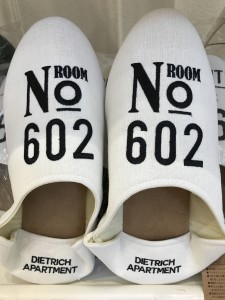 ROOM
No
602
DIETRICH
APARTMENT
ROOM
No
602
DIETRICH
APARTMENT